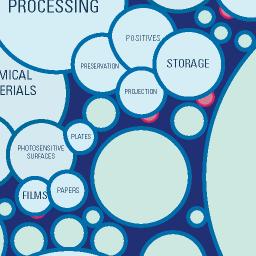 PROCESSING
POSITIVES
PRESERVATION
STORAGE
MICAL
ERIALS
PROJECTION
PLATES
PHOTOSENSITIVE
SURFACES
FILMS
PAPERS